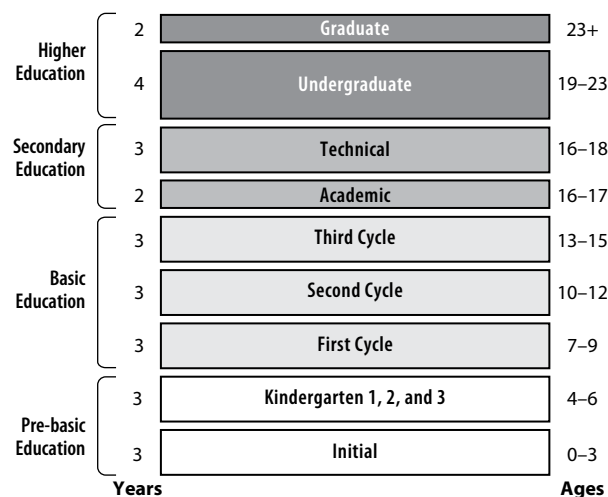 Higher
Education
2 Graduate 23+
4 Undergraduate 19–23
Secondary
Education
3 Technical 16–18
2 Academic 16–17
Basic
Education
3 Third Cycle 13–15
3 Second Cycle 10–12
3 First Cycle 7–9
Pre-basic
Education
3 Kindergarten 1, 2, and 3 4–6
3 Initial 0–3
Years Ages